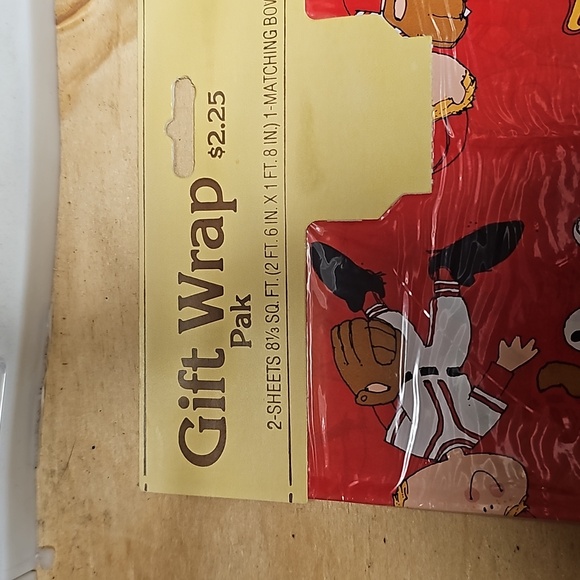 Gift Wrap
Pak
$2.25
2-SHEETS 8⅓ SQ. FT. (2 FT. 6 IN. X 1 FT. 8 IN.) 1-MATCHING BOW